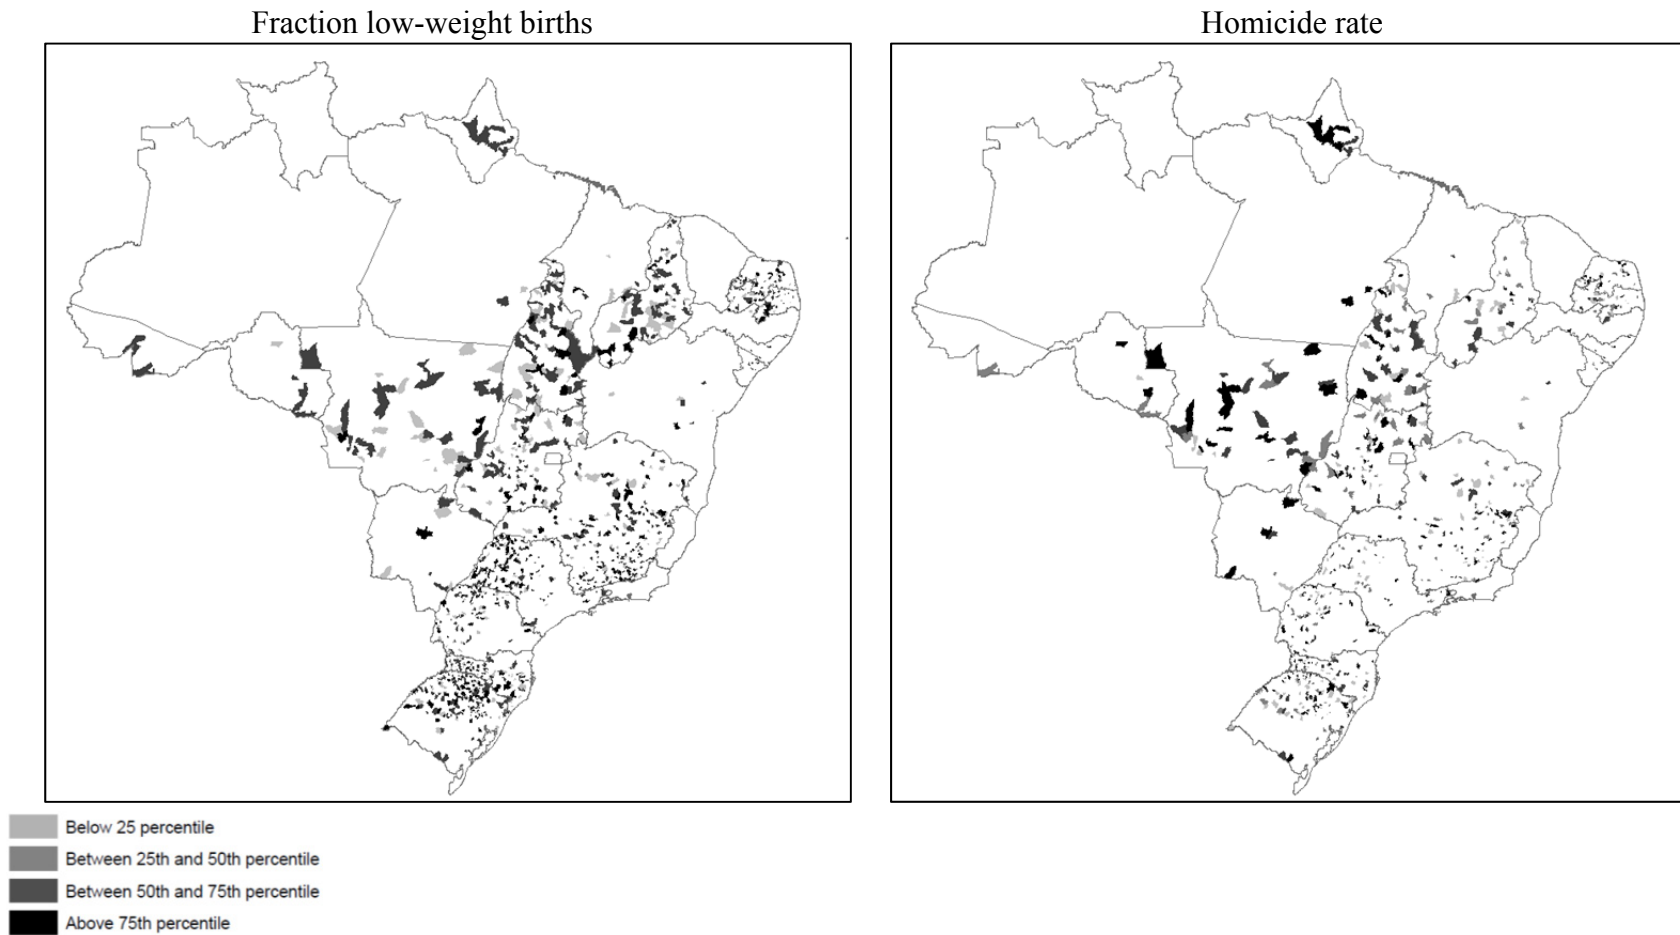 Fraction low-weight births
Homicide rate
Below 25 percentile
Between 25th and 50th percentile
Between 50th and 75th percentile
Above 75th percentile